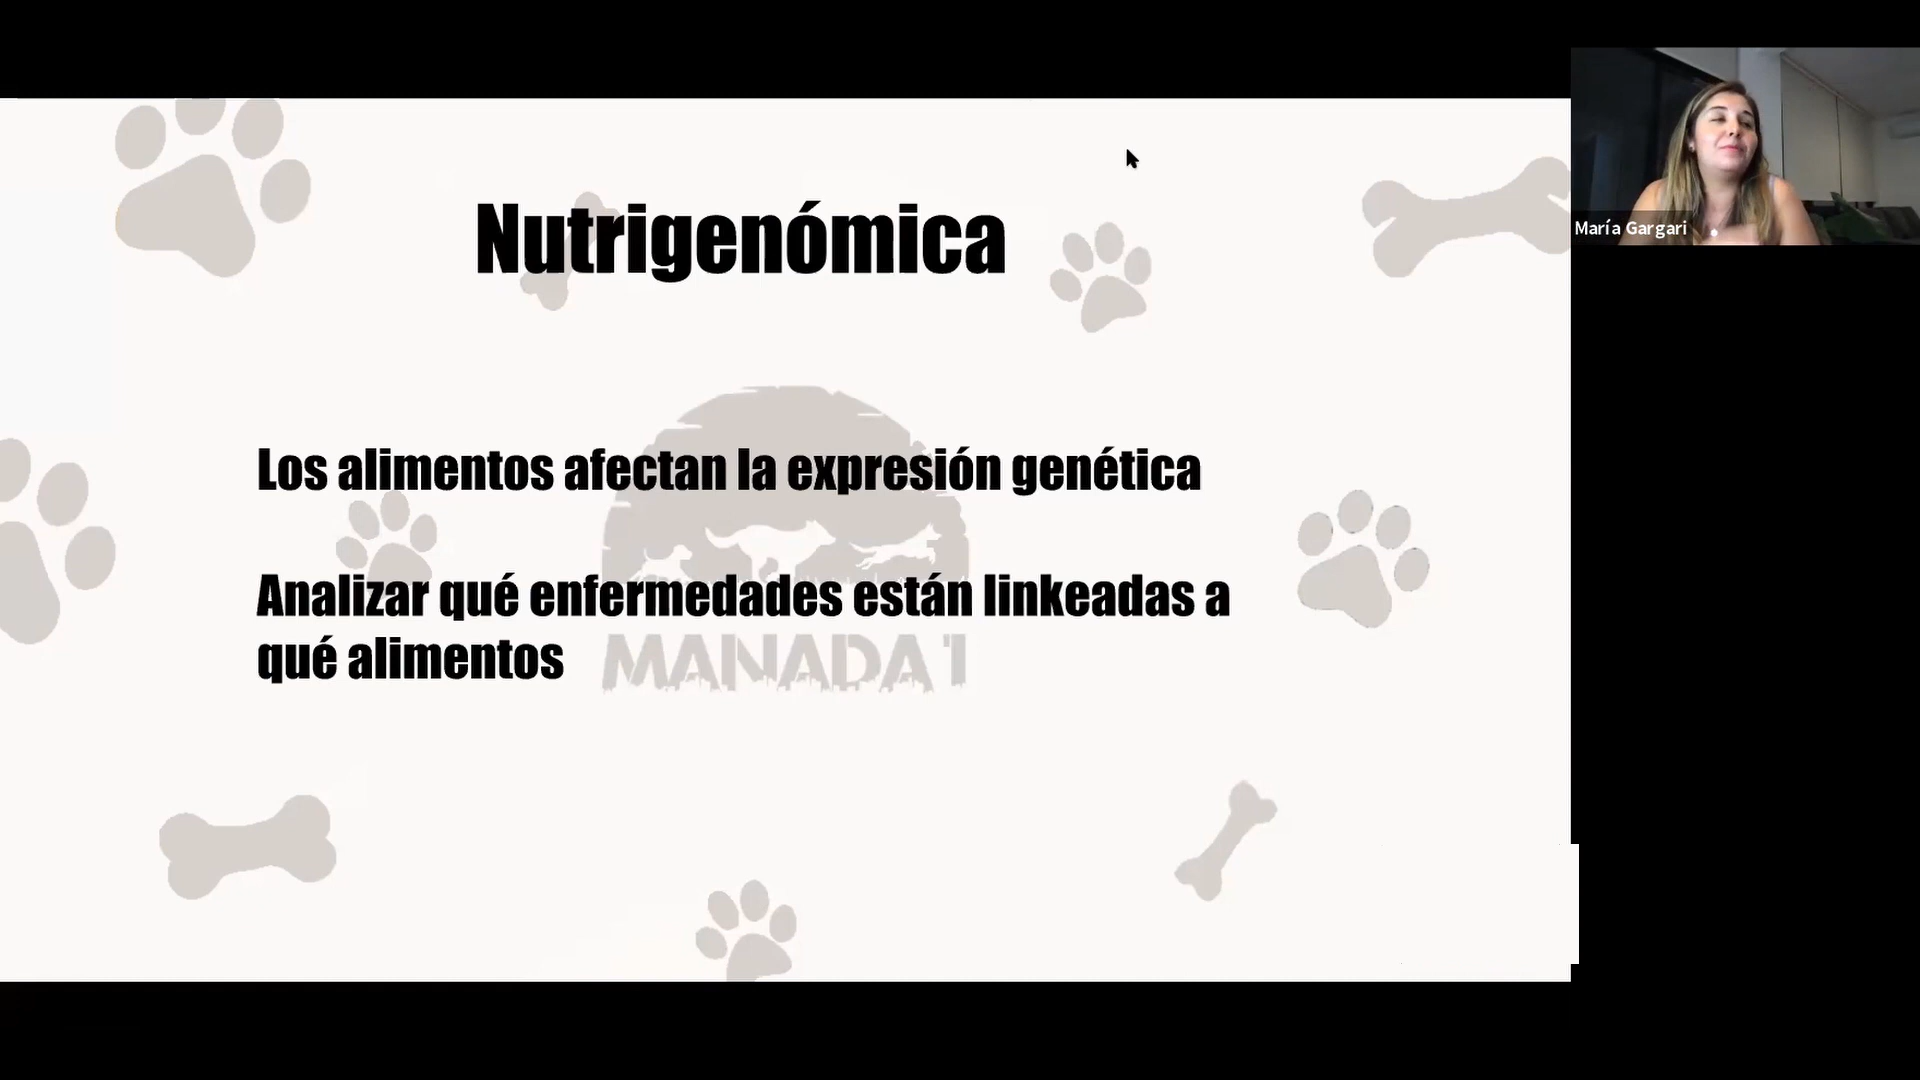 Nutrigenómica
María Gargari
Los alimentos afectan la expresión genética
Analizar qué enfermedades están linkeadas a
qué alimentos
MANADA 1